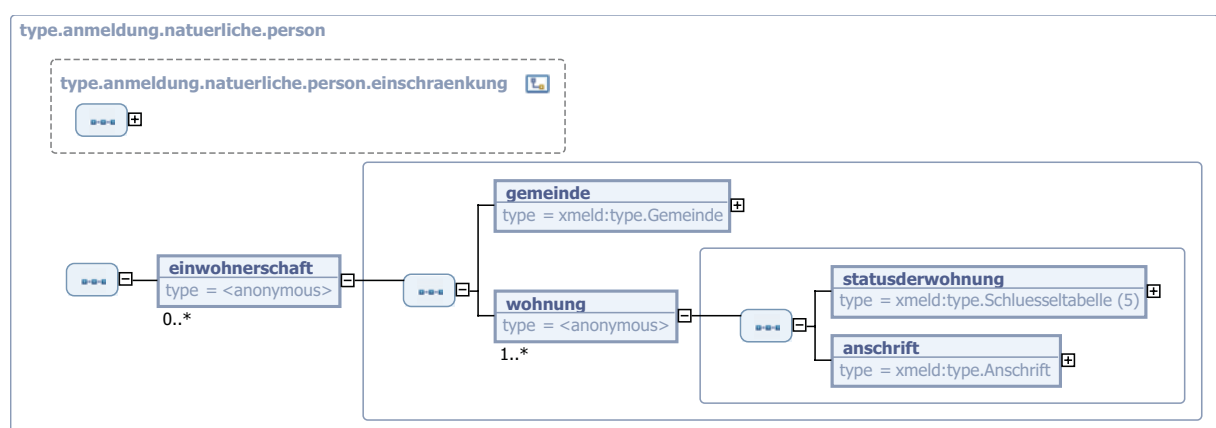 type.anmeldung.natuerliche.person
type.anmeldung.natuerliche.person.einschraenkung
gemeinde
type = xmeld:type.Gemeinde
einwohnerschaft
type = <anonymous>
0..*
wohnung
type = <anonymous>
1..*
statusderwohnung
type = xmeld:type.Schluesseltabelle (5)
anschrift
type = xmeld:type.Anschrift